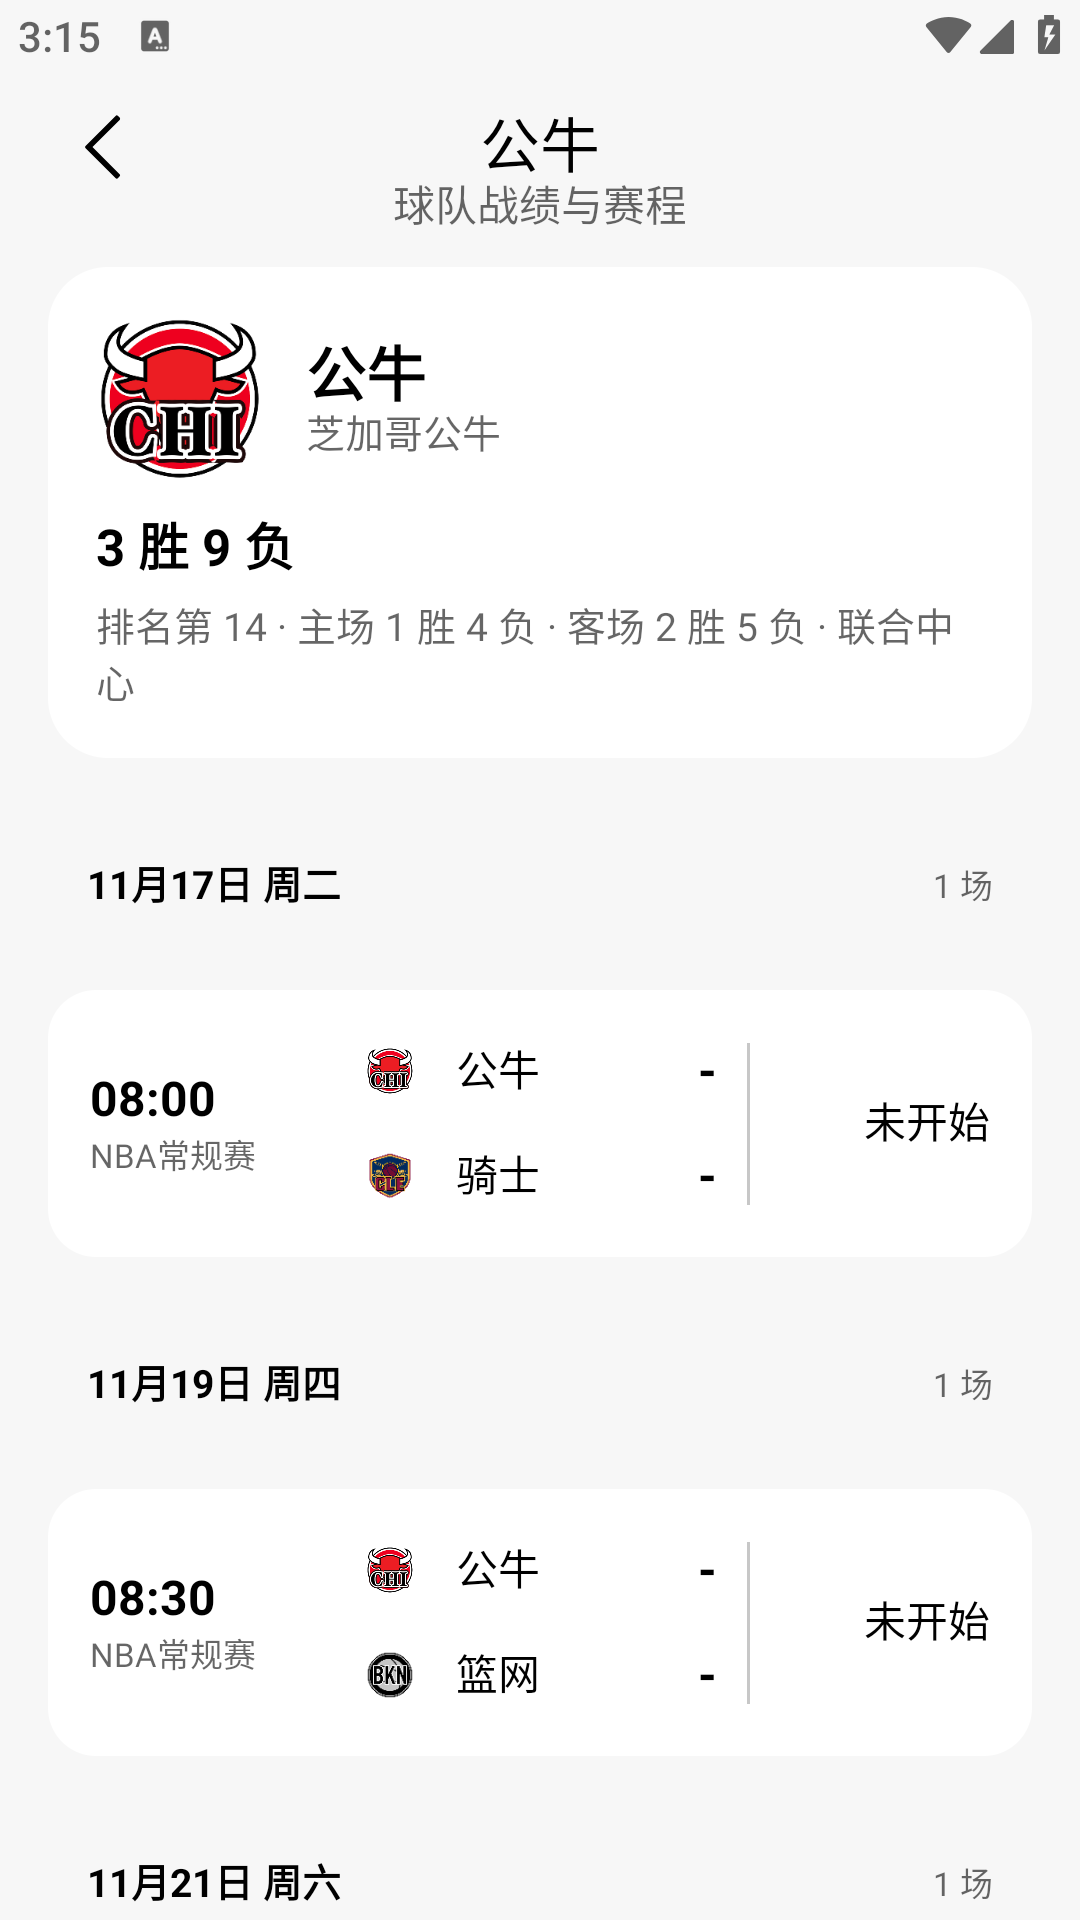 3:15
A
公牛
球队战绩与赛程
CHI
公牛
芝加哥公牛
3 胜 9 负
排名第 14 · 主场 1 胜 4 负 · 客场 2 胜 5 负 · 联合中
心
11月17日 周二
1 场
CHI 公牛 -
08:00
未开始
NBA常规赛
CLE 骑士 -
11月19日 周四
1 场
CHI 公牛 -
08:30
未开始
NBA常规赛
BKN 篮网 -
11月21日 周六
1 场